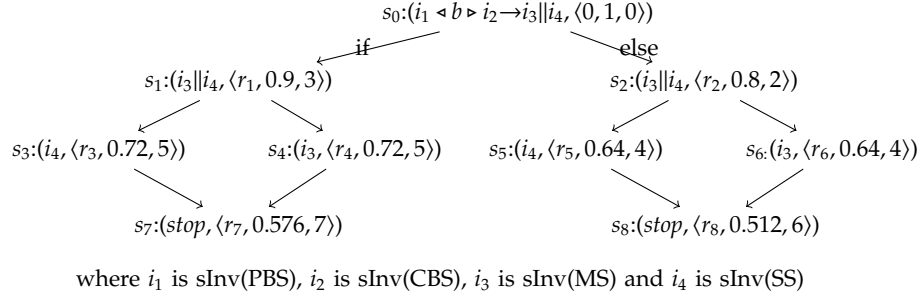 s₀:(i₁ ◁ b ▷ i₂→i₃||i₄, ⟨0, 1, 0⟩)
if else
s₁:(i₃||i₄, ⟨r₁, 0.9, 3⟩) s₂:(i₃||i₄, ⟨r₂, 0.8, 2⟩)
s₃:(i₄, ⟨r₃, 0.72, 5⟩) s₄:(i₃, ⟨r₄, 0.72, 5⟩) s₅:(i₄, ⟨r₅, 0.64, 4⟩) s₆:(i₃, ⟨r₆, 0.64, 4⟩)
s₇:(stop, ⟨r₇, 0.576, 7⟩) s₈:(stop, ⟨r₈, 0.512, 6⟩)
where i₁ is sInv(PBS), i₂ is sInv(CBS), i₃ is sInv(MS) and i₄ is sInv(SS)